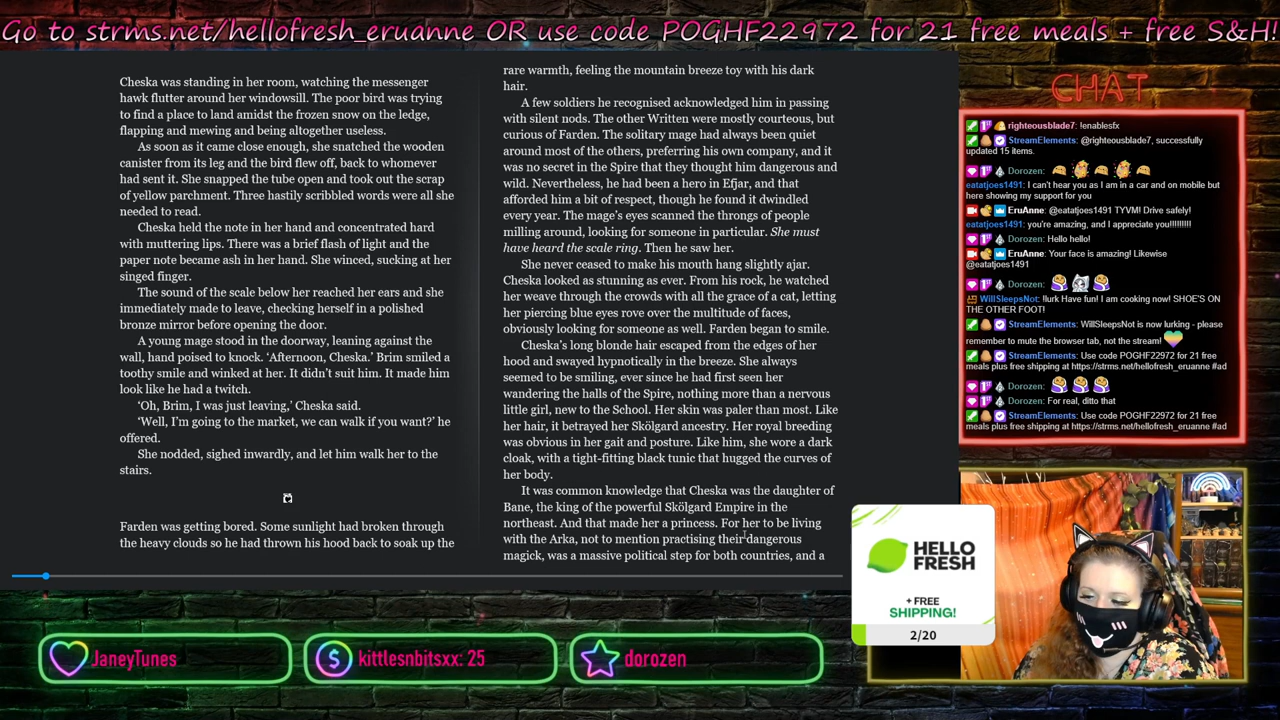 Go to strms.net/hellofresh_eruanne OR use code POGHF22972 for 21 free meals + free S&H!
Cheska was standing in her room, watching the messenger
hawk flutter around her windowsill. The poor bird was trying
to find a place to land amidst the frozen snow on the ledge,
flapping and mewing and being altogether useless.
As soon as it came close enough, she snatched the wooden
canister from its leg and the bird flew off, back to whomever
had sent it. She snapped the tube open and took out the scrap
of yellow parchment. Three hastily scribbled words were all she
needed to read.
Cheska held the note in her hand and concentrated hard
with muttering lips. There was a brief flash of light and the
paper note became ash in her hand. She winced, sucking at her
singed finger.
The sound of the scale below her reached her ears and she
immediately made to leave, checking herself in a polished
bronze mirror before opening the door.
A young mage stood in the doorway, leaning against the
wall, hand poised to knock. ‘Afternoon, Cheska.’ Brim smiled a
toothy smile and winked at her. It didn’t suit him. It made him
look like he had a twitch.
‘Oh, Brim, I was just leaving,’ Cheska said.
‘Well, I’m going to the market, we can walk if you want?’ he
offered.
She nodded, sighed inwardly, and let him walk her to the
stairs.
Farden was getting bored. Some sunlight had broken through
the heavy clouds so he had thrown his hood back to soak up the
rare warmth, feeling the mountain breeze toy with his dark
hair.
A few soldiers he recognised acknowledged him in passing
with silent nods. The other Written were mostly courteous, but
curious of Farden. The solitary mage had always been quiet
around most of the others, preferring his own company, and it
was no secret in the Spire that they thought him dangerous and
wild. Nevertheless, he had been a hero in Efjar, and that
afforded him a bit of respect, though he found it dwindled
every year. The mage’s eyes scanned the throngs of people
milling around, looking for someone in particular. She must
have heard the scale ring. Then he saw her.
She never ceased to make his mouth hang slightly ajar.
Cheska looked as stunning as ever. From his rock, he watched
her weave through the crowds with all the grace of a cat, letting
her piercing blue eyes rove over the multitude of faces,
obviously looking for someone as well. Farden began to smile.
Cheska’s long blonde hair escaped from the edges of her
hood and swayed hypnotically in the breeze. She always
seemed to be smiling, ever since he had first seen her
wandering the halls of the Spire, nothing more than a nervous
little girl, new to the School. Her skin was paler than most. Like
her hair, it betrayed her Skölgard ancestry. Her royal breeding
was obvious in her gait and posture. Like him, she wore a dark
cloak, with a tight-fitting black tunic that hugged the curves of
her body.
It was common knowledge that Cheska was the daughter of
Bane, the king of the powerful Skölgard Empire in the
northeast. And that made her a princess. For her to be living
with the Arka, not to mention practising their dangerous
magick, was a massive political step for both countries, and a
CHAT
righteousblade7: !enablesfx
StreamElements: @righteousblade7, successfully
updated 15 items.
Dorozen:
eatatjoes1491: I can't hear you as I am in a car and on mobile but
here showing my support for you
EruAnne: @eatatjoes1491 TYVM! Drive safely!
eatatjoes1491: you're amazing, and I appreciate you!!!!!!!!!
Dorozen: Hello hello!
EruAnne: Your face is amazing! Likewise
@eatatjoes1491
Dorozen:
WillSleepsNot: !lurk Have fun! I am cooking now! SHOE'S ON
THE OTHER FOOT!
StreamElements: WillSleepsNot is now lurking - please
remember to mute the browser tab, not the stream!
StreamElements: Use code POGHF22972 for 21 free
meals plus free shipping at https://strms.net/hellofresh_eruanne #ad
Dorozen:
Dorozen: For real, ditto that
StreamElements: Use code POGHF22972 for 21 free
meals plus free shipping at https://strms.net/hellofresh_eruanne #ad
HELLO
FRESH
+ FREE
SHIPPING!
2/20
JaneyTunes
kittlesnbitsxx: 25
dorozen